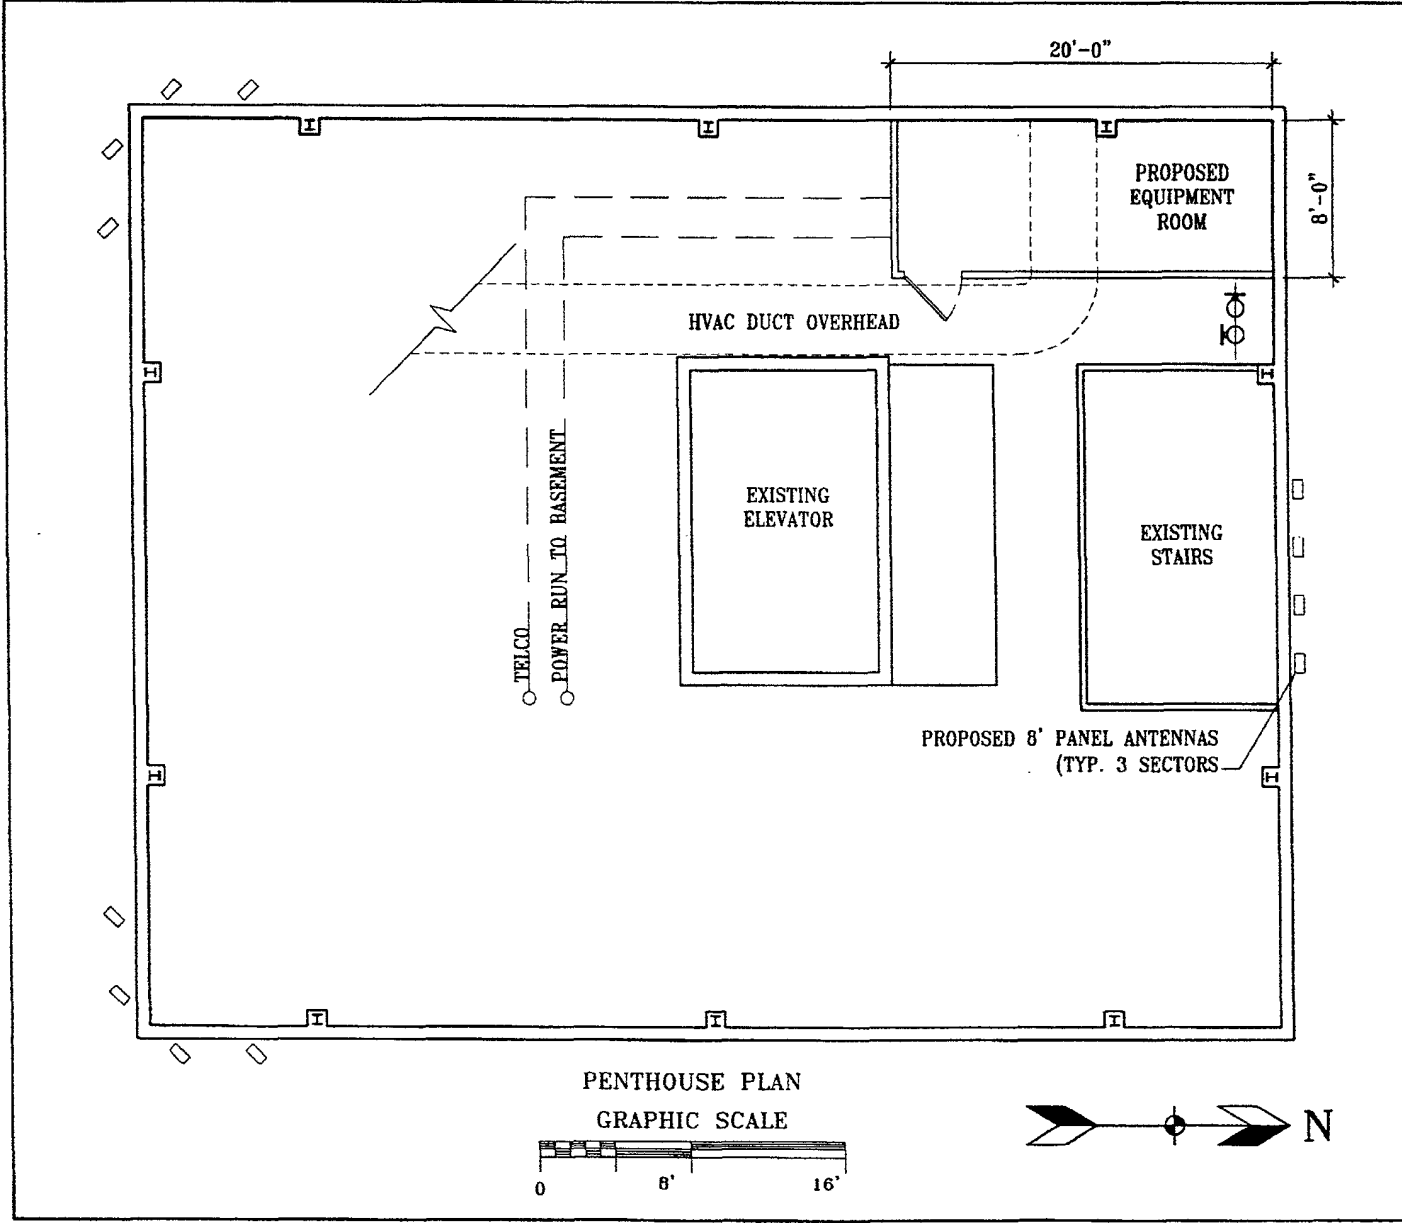 20'-0"
PROPOSED
EQUIPMENT
ROOM
8'-0"
HVAC DUCT OVERHEAD
EXISTING
ELEVATOR
EXISTING
STAIRS
TELCO
POWER RUN TO BASEMENT
PROPOSED 8' PANEL ANTENNAS
(TYP. 3 SECTORS
PENTHOUSE PLAN
GRAPHIC SCALE
0 8' 16'
N